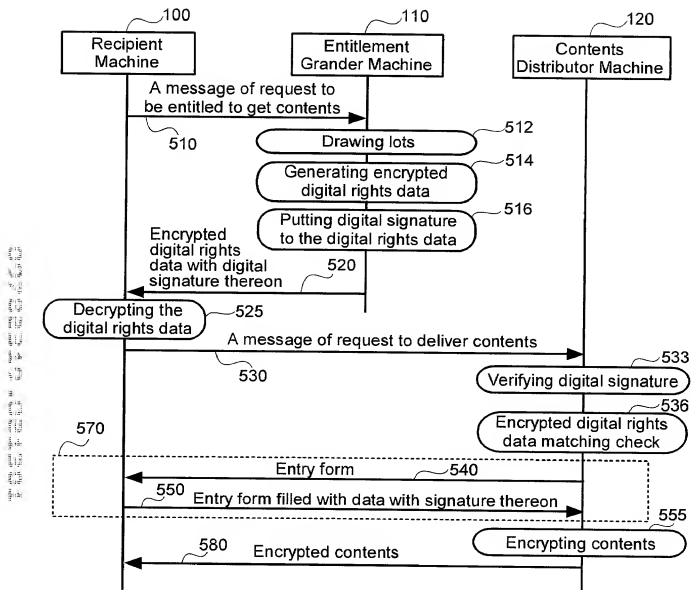 100
110
120
Recipient
Machine
Entitlement
Grander Machine
Contents
Distributor Machine
A message of request to
be entitled to get contents
510
512
Drawing lots
514
Generating encrypted
digital rights data
516
Putting digital signature
to the digital rights data
Encrypted
digital rights
data with digital
signature thereon
520
Decrypting the
digital rights data
525
A message of request to deliver contents
530
533
Verifying digital signature
536
Encrypted digital rights
data matching check
570
Entry form
540
550
Entry form filled with data with signature thereon
555
Encrypting contents
580
Encrypted contents